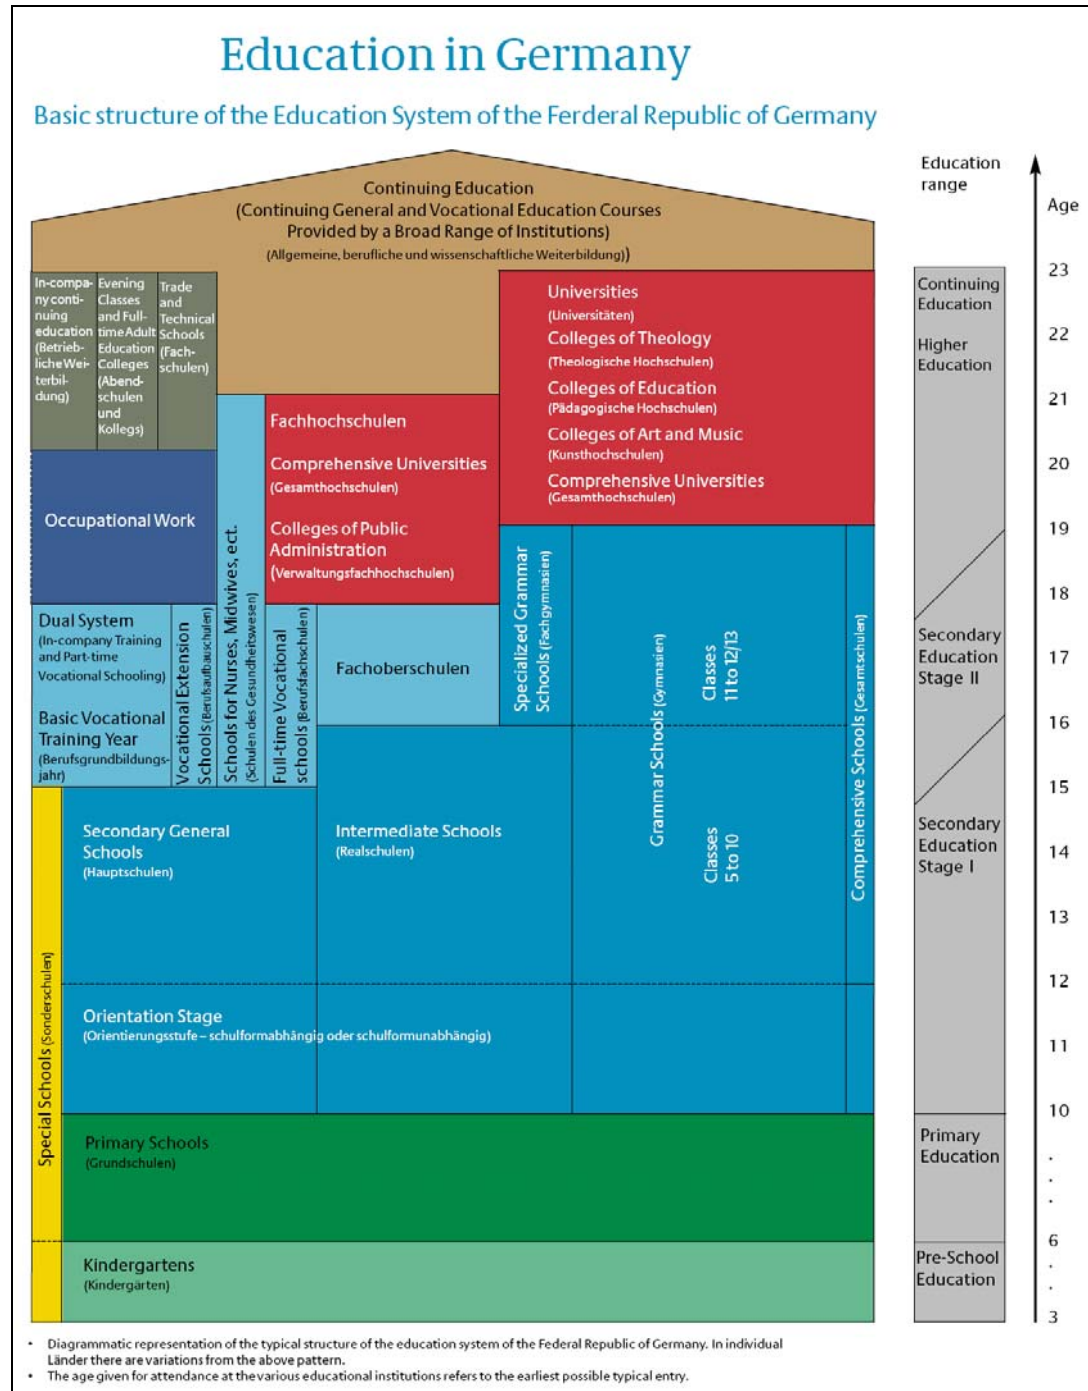 Education in Germany
Basic structure of the Education System of the Ferderal Republic of Germany
Continuing Education
(Continuing General and Vocational Education Courses
Provided by a Broad Range of Institutions)
(Allgemeine, berufliche und wissenschaftliche Weiterbildung))
In-compa-
ny conti-
nuing
education
(Betrieb-
liche Wei-
terbil-
dung)
Evening
Classes
and Full-
time Adult
Education
Colleges
(Abend-
schulen
und
Kollegs)
Trade
and
Technical
Schools
(Fach-
schulen)
Universities
(Universitäten)
Colleges of Theology
(Theologische Hochschulen)
Colleges of Education
(Pädagogische Hochschulen)
Colleges of Art and Music
(Kunsthochschulen)
Comprehensive Universities
(Gesamthochschulen)
Fachhochschulen
Comprehensive Universities
(Gesamthochschulen)
Colleges of Public
Administration
(Verwaltungsfachhochschulen)
Occupational Work
Dual System
(In-company Training
and Part-time
Vocational Schooling)
Basic Vocational
Training Year
(Berufsgrundbildungs-
jahr)
Vocational Extension
Schools (Berufsaufbauschulen)
Schools for Nurses, Midwives, ect.
(Schulen des Gesundheitswesen)
Full-time Vocational
schools (Berufsfachschulen)
Fachoberschulen
Specialized Grammar
Schools (Fachgymnasien)
Grammar Schools (Gymnasien)
Classes
11 to 12/13
Classes
5 to 10
Comprehensive Schools (Gesamtschulen)
Secondary General
Schools
(Hauptschulen)
Intermediate Schools
(Realschulen)
Orientation Stage
(Orientierungsstufe – schulformabhängig oder schulformunabhängig)
Special Schools (Sonderschulen)
Primary Schools
(Grundschulen)
Kindergartens
(Kindergärten)
Education
range
Continuing
Education
Higher
Education
Secondary
Education
Stage II
Secondary
Education
Stage I
Primary
Education
Pre-School
Education
Age
23
22
21
20
19
18
17
16
15
14
13
12
11
10
.
.
.
6
.
.
3
• Diagrammatic representation of the typical structure of the education system of the Federal Republic of Germany. In individual
Länder there are variations from the above pattern.
• The age given for attendance at the various educational institutions refers to the earliest possible typical entry.